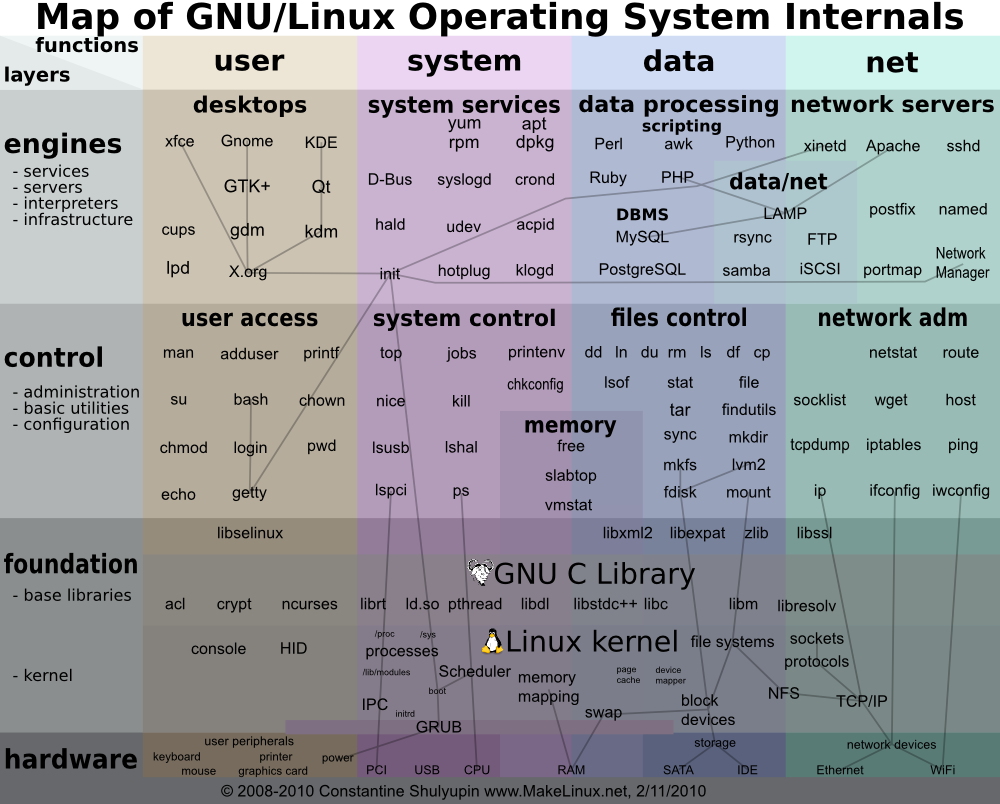 Map of GNU/Linux Operating System Internals
functions
layers
user system data net
engines
- services
- servers
- interpreters
- infrastructure
desktops
xfce Gnome KDE
GTK+ Qt
cups gdm kdm
lpd X.org
system services
yum apt
rpm dpkg
D-Bus syslogd crond
hald udev acpid
init hotplug klogd
data processing
scripting
Perl awk Python
Ruby PHP
DBMS
MySQL
PostgreSQL
data/net
LAMP
rsync FTP
samba iSCSI
network servers
xinetd Apache sshd
postfix named
portmap Network
Manager
control
- administration
- basic utilities
- configuration
user access
man adduser printf
su bash chown
chmod login pwd
echo getty
system control
top jobs printenv
chkconfig
nice kill
lsusb lshal
lspci ps
memory
free
slabtop
vmstat
files control
dd ln du rm ls df cp
lsof stat file
tar findutils
sync mkdir
mkfs lvm2
fdisk mount
network adm
netstat route
socklist wget host
tcpdump iptables ping
ip ifconfig iwconfig
foundation
- base libraries
libselinux libxml2 libexpat zlib libssl
GNU C Library
acl crypt ncurses librt ld.so pthread libdl libstdc++ libc libm libresolv
- kernel
Linux kernel
console HID
/proc /sys
processes
/lib/modules Scheduler
boot
IPC initrd
GRUB
memory
mapping
page
cache
device
mapper
swap
file systems
block
devices
sockets
protocols
NFS TCP/IP
hardware
user peripherals
keyboard printer power
mouse graphics card
PCI USB CPU RAM
storage
SATA IDE
network devices
Ethernet WiFi
© 2008-2010 Constantine Shulyupin www.MakeLinux.net, 2/11/2010